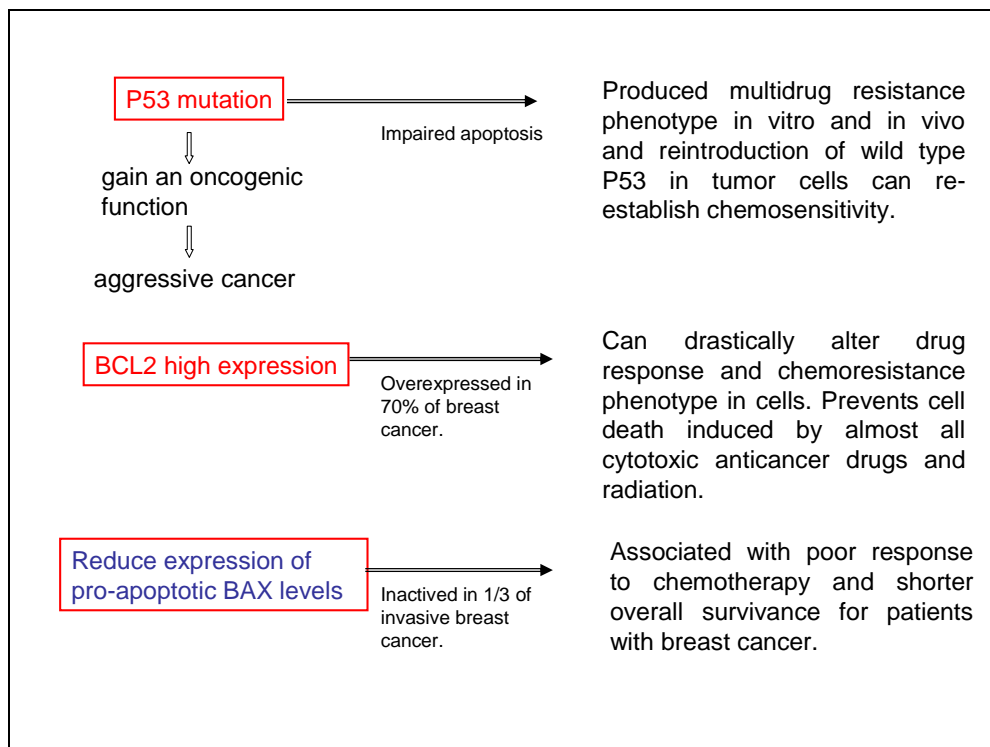 P53 mutation
Impaired apoptosis
Produced multidrug resistance
phenotype in vitro and in vivo
and reintroduction of wild type
P53 in tumor cells can re-
establish chemosensitivity.
gain an oncogenic
function
aggressive cancer
BCL2 high expression
Overexpressed in
70% of breast
cancer.
Can drastically alter drug
response and chemoresistance
phenotype in cells. Prevents cell
death induced by almost all
cytotoxic anticancer drugs and
radiation.
Reduce expression of
pro-apoptotic BAX levels
Inactived in 1/3 of
invasive breast
cancer.
Associated with poor response
to chemotherapy and shorter
overall survivance for patients
with breast cancer.